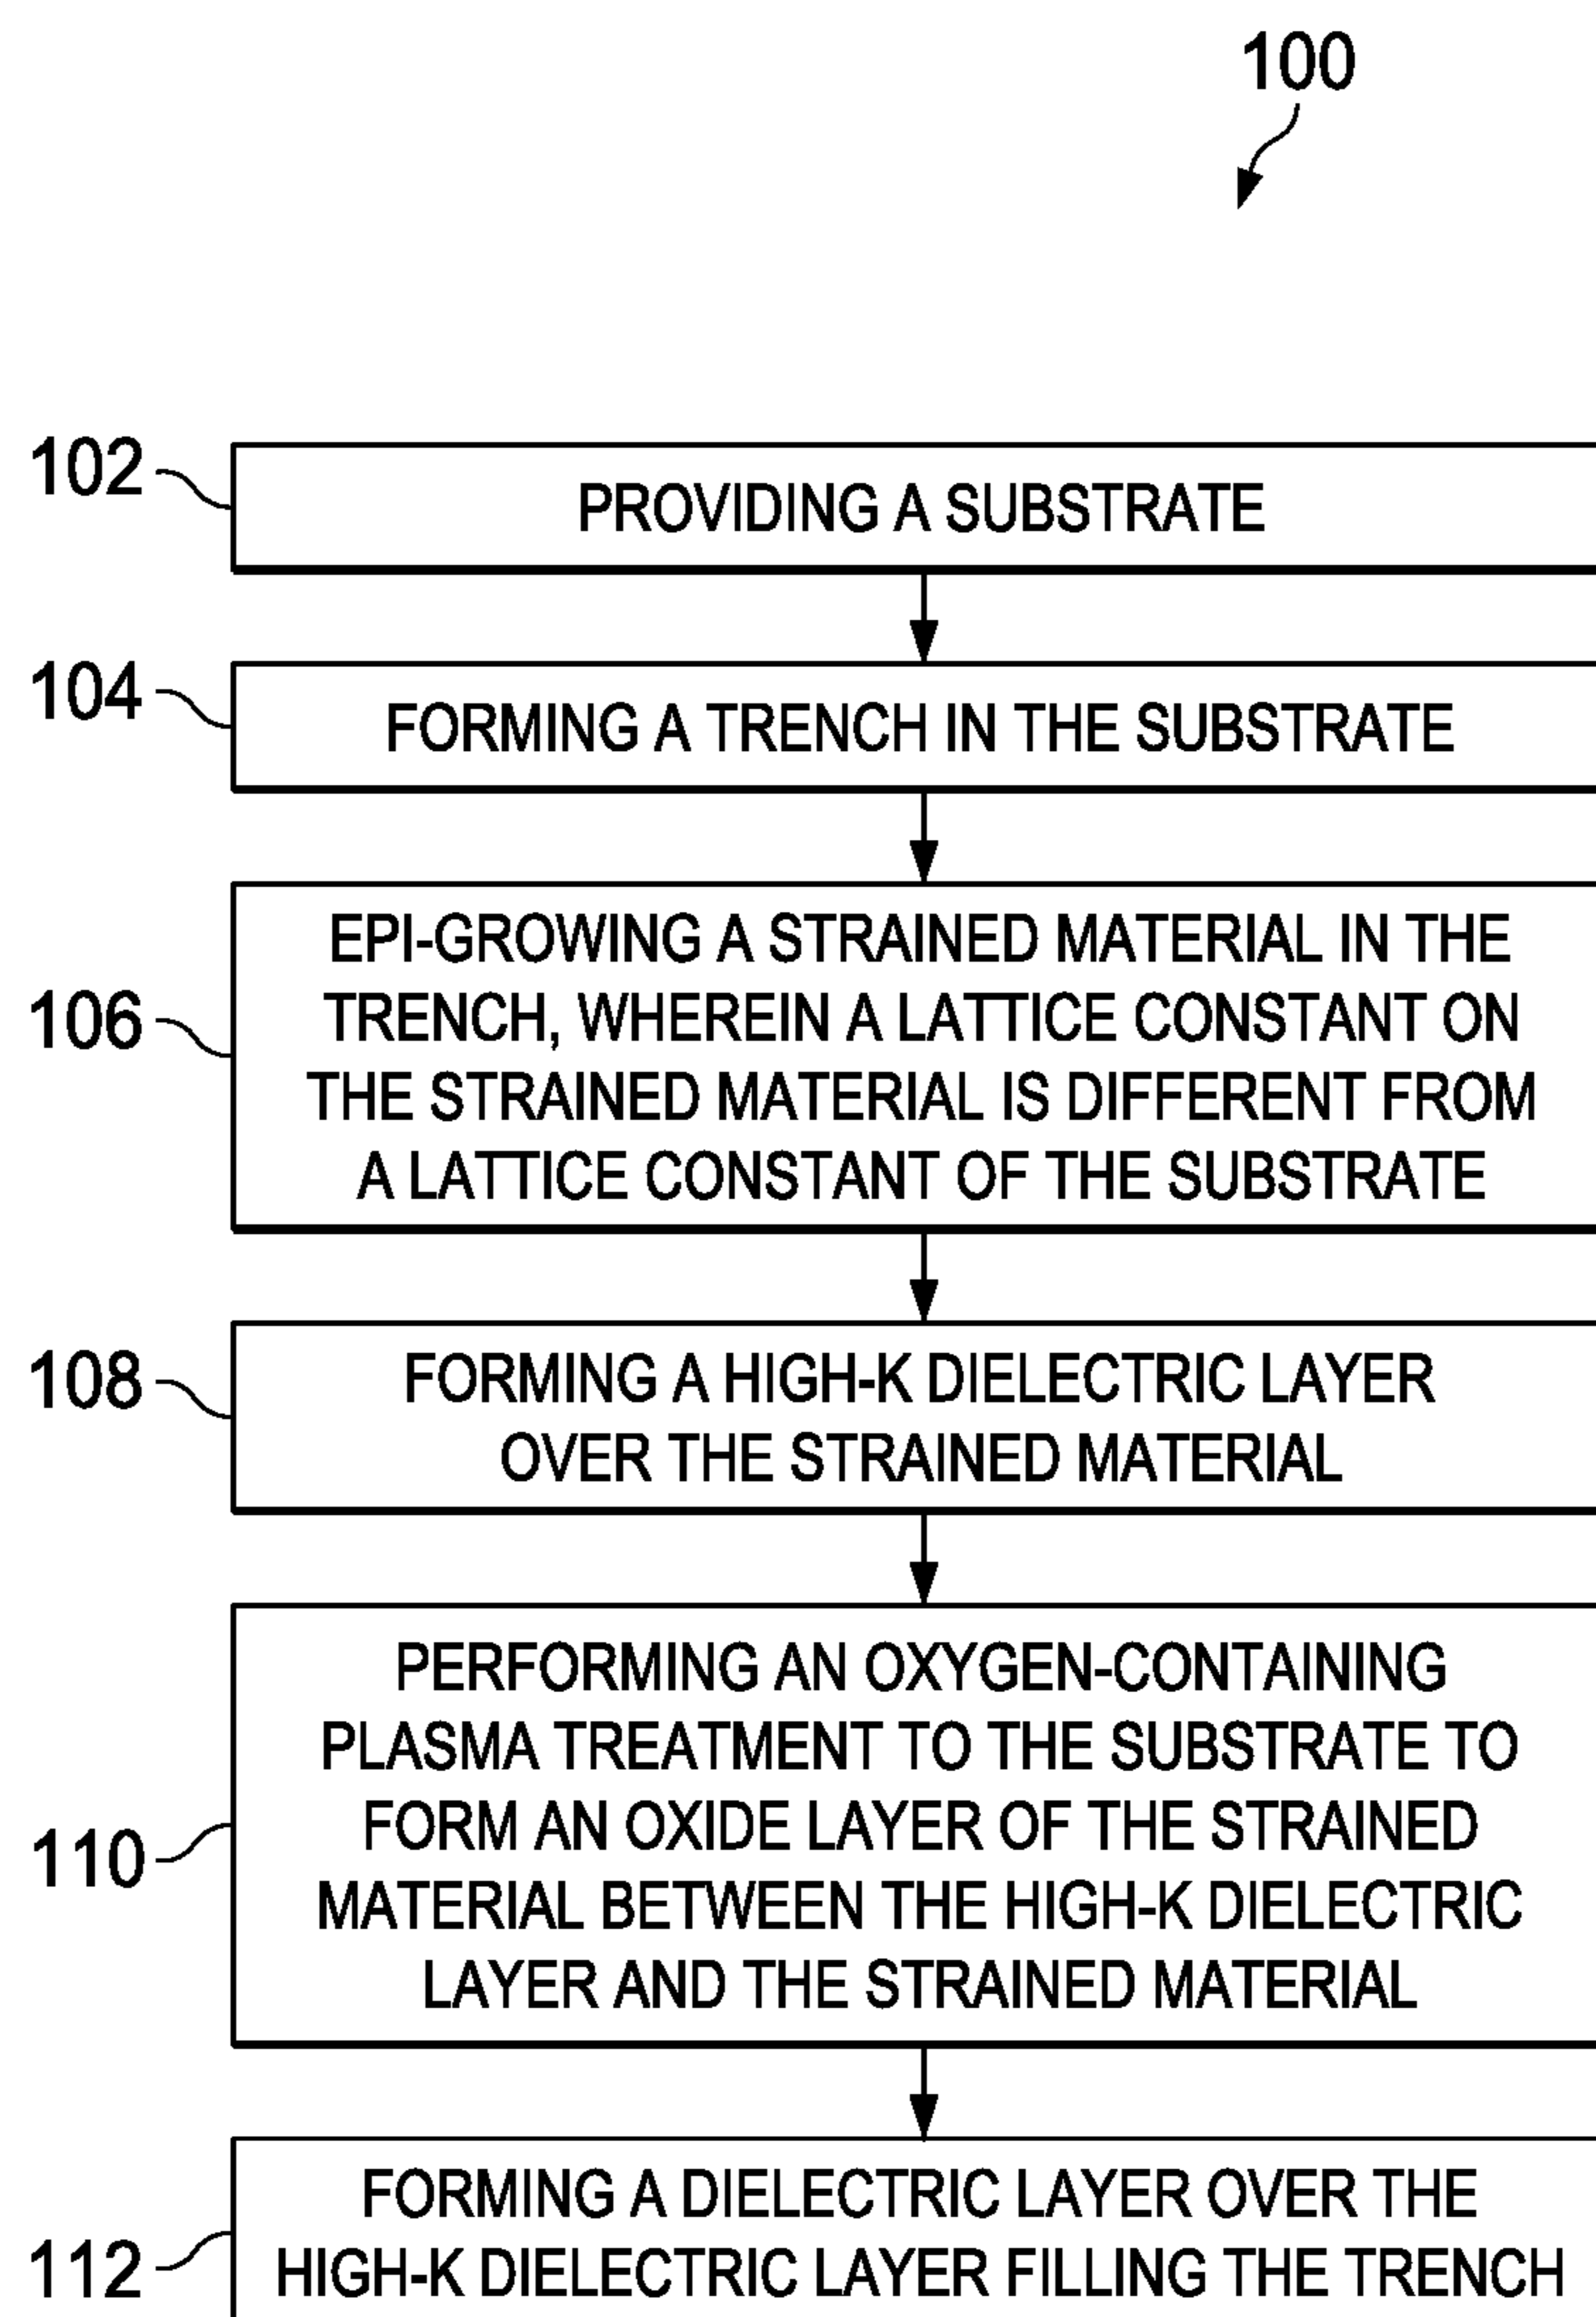 100
102
PROVIDING A SUBSTRATE
104
FORMING A TRENCH IN THE SUBSTRATE
106
EPI-GROWING A STRAINED MATERIAL IN THE
TRENCH, WHEREIN A LATTICE CONSTANT ON
THE STRAINED MATERIAL IS DIFFERENT FROM
A LATTICE CONSTANT OF THE SUBSTRATE
108
FORMING A HIGH-K DIELECTRIC LAYER
OVER THE STRAINED MATERIAL
110
PERFORMING AN OXYGEN-CONTAINING
PLASMA TREATMENT TO THE SUBSTRATE TO
FORM AN OXIDE LAYER OF THE STRAINED
MATERIAL BETWEEN THE HIGH-K DIELECTRIC
LAYER AND THE STRAINED MATERIAL
112
FORMING A DIELECTRIC LAYER OVER THE
HIGH-K DIELECTRIC LAYER FILLING THE TRENCH